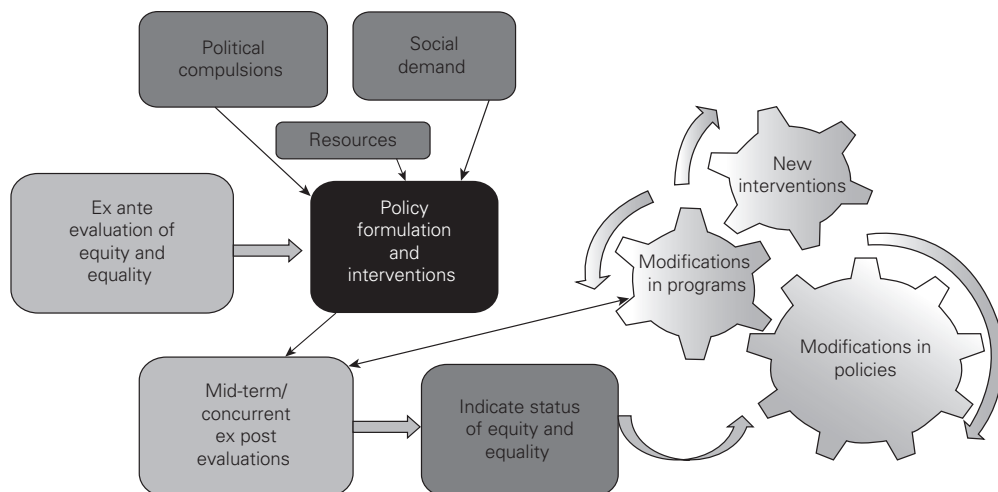 Political
compulsions
Social
demand
Resources
Ex ante
evaluation of
equity and
equality
Policy
formulation
and
interventions
New
interventions
Modifications
in programs
Modifications in
policies
Mid-term/
concurrent
ex post
evaluations
Indicate status
of equity and
equality